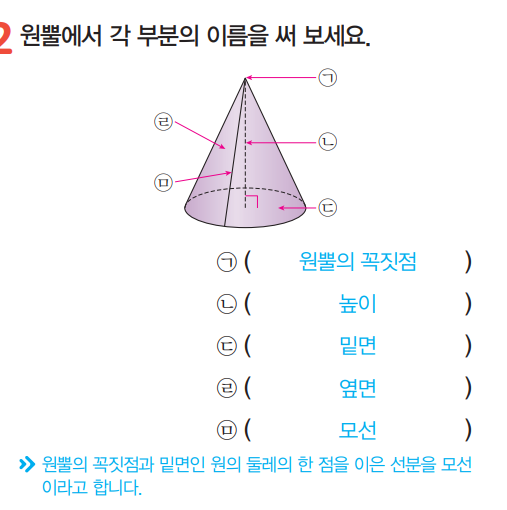 2 원뿔에서 각 부분의 이름을 써 보세요.
㉠
㉣
㉡
㉤
㉢
㉠ ( 원뿔의 꼭짓점 )
㉡ ( 높이 )
㉢ ( 밑면 )
㉣ ( 옆면 )
㉤ ( 모선 )
원뿔의 꼭짓점과 밑면인 원의 둘레의 한 점을 이은 선분을 모선
이라고 합니다.